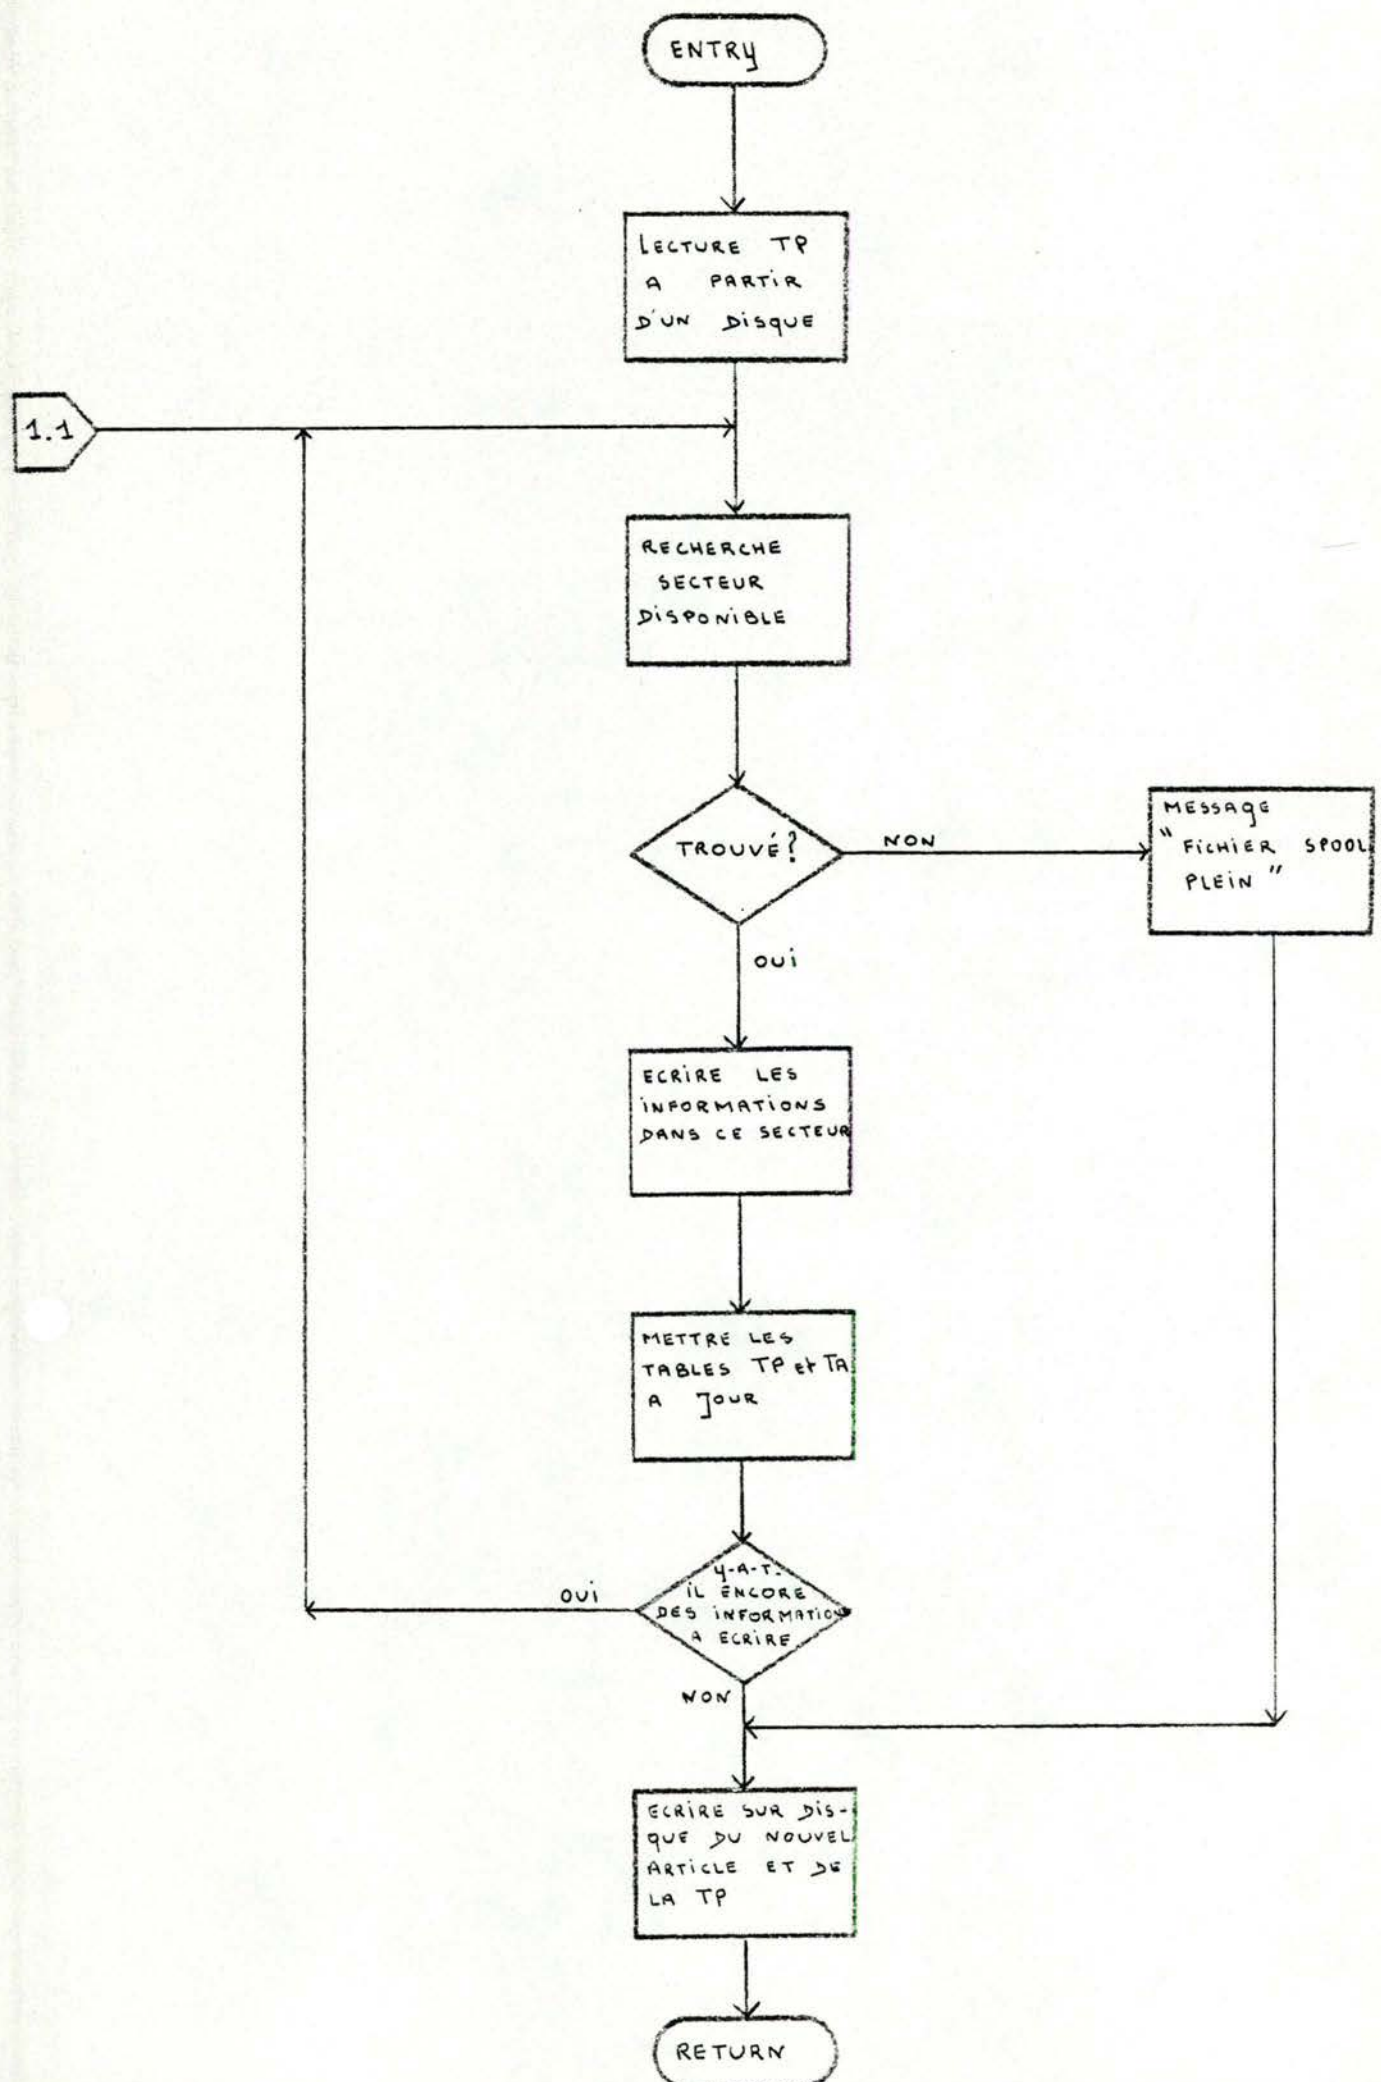 ENTRY
LECTURE TP
A PARTIR
D'UN DISQUE
1.1
RECHERCHE
SECTEUR
DISPONIBLE
TROUVÉ?
NON
MESSAGE
"FICHIER SPOOL
PLEIN"
OUI
ECRIRE LES
INFORMATIONS
DANS CE SECTEUR
METTRE LES
TABLES TP et TA
A JOUR
Y-A-T-
IL ENCORE
DES INFORMATIONS
A ECRIRE
OUI
NON
ECRIRE SUR DIS-
QUE DU NOUVEL
ARTICLE ET DE
LA TP
RETURN